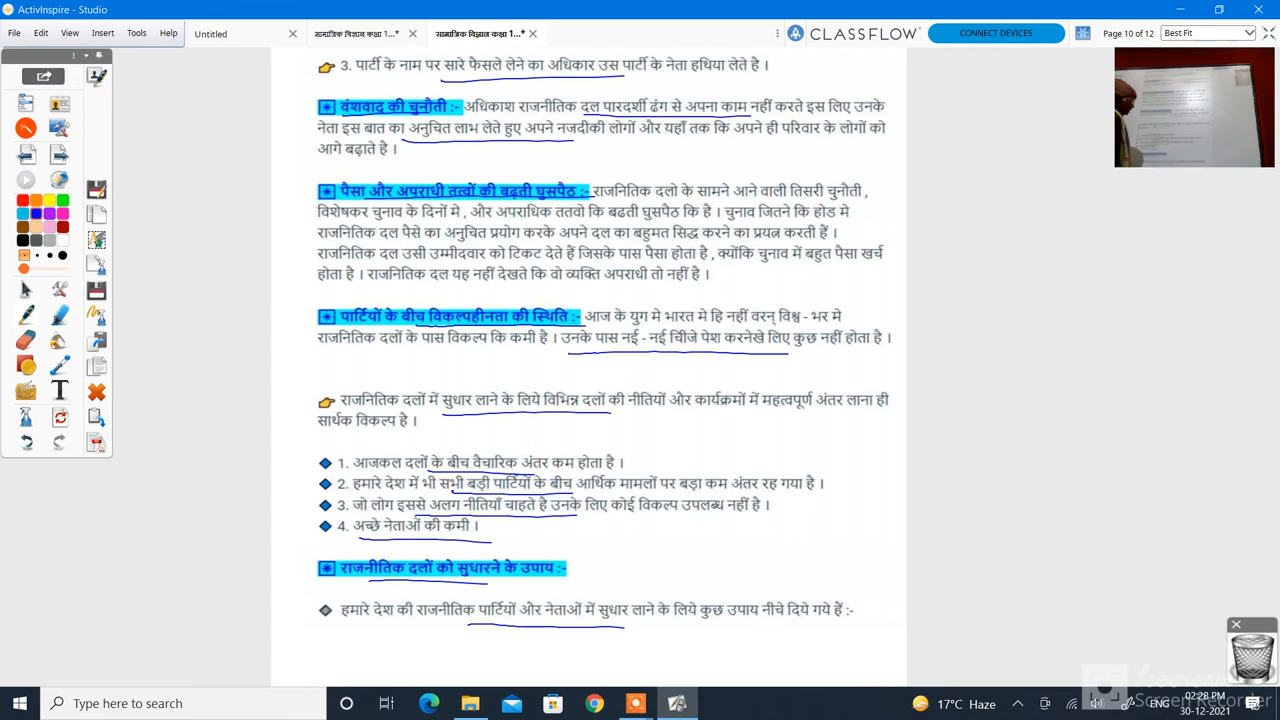 ActivInspire - Studio
File Edit View Insert Tools Help
Untitled
सामाजिक विज्ञान कक्षा 1...*
सामाजिक विज्ञान कक्षा 1...*
CLASSFLOW
CONNECT DEVICES
Page 10 of 12
Best Fit
3. पार्टी के नाम पर सारे फैसले लेने का अधिकार उस पार्टी के नेता हथिया लेते है ।
वंशवाद की चुनौती :- अधिकाश राजनीतिक दल पारदर्शी ढंग से अपना काम नहीं करते इस लिए उनके
नेता इस बात का अनुचित लाभ लेते हुए अपने नजदीकी लोगों और यहाँ तक कि अपने ही परिवार के लोगों को
आगे बढ़ाते है ।
पैसा और अपराधी तत्वों की बढ़ती घुसपैठ :- राजनितिक दलो के सामने आने वाली तिसरी चुनौती ,
विशेषकर चुनाव के दिनों मे , और अपराधिक ततवो कि बढती घुसपैठ कि है । चुनाव जितने कि होड मे
राजनितिक दल पैसे का अनुचित प्रयोग करके अपने दल का बहुमत सिद्ध करने का प्रयत्न करती हैं ।
राजनितिक दल उसी उम्मीदवार को टिकट देते हैं जिसके पास पैसा होता है , क्योंकि चुनाव में बहुत पैसा खर्च
होता है । राजनितिक दल यह नहीं देखते कि वो व्यक्ति अपराधी तो नहीं है ।
पार्टियों के बीच विकल्पहीनता की स्थिति :- आज के युग मे भारत मे हि नहीं वरन् विश्व - भर मे
राजनितिक दलों के पास विकल्प कि कमी है । उनके पास नई - नई चिीजे पेश करनेखे लिए कुछ नहीं होता है ।
राजनितिक दलों में सुधार लाने के लिये विभिन्न दलों की नीतियों और कार्यक्रमों में महत्वपूर्ण अंतर लाना ही
सार्थक विकल्प है ।
1. आजकल दलों के बीच वैचारिक अंतर कम होता है ।
2. हमारे देश में भी सभी बड़ी पार्टियों के बीच आर्थिक मामलों पर बड़ा कम अंतर रह गया है ।
3. जो लोग इससे अलग नीतियाँ चाहते है उनके लिए कोई विकल्प उपलब्ध नहीं है ।
4. अच्छे नेताओं की कमी ।
राजनीतिक दलों को सुधारने के उपाय :-
हमारे देश की राजनीतिक पार्टियों और नेताओं में सुधार लाने के लिये कुछ उपाय नीचे दिये गये हैं :-
Type here to search
17°C Haze
ENG
02:28 PM
30-12-2021
Screen Recorder